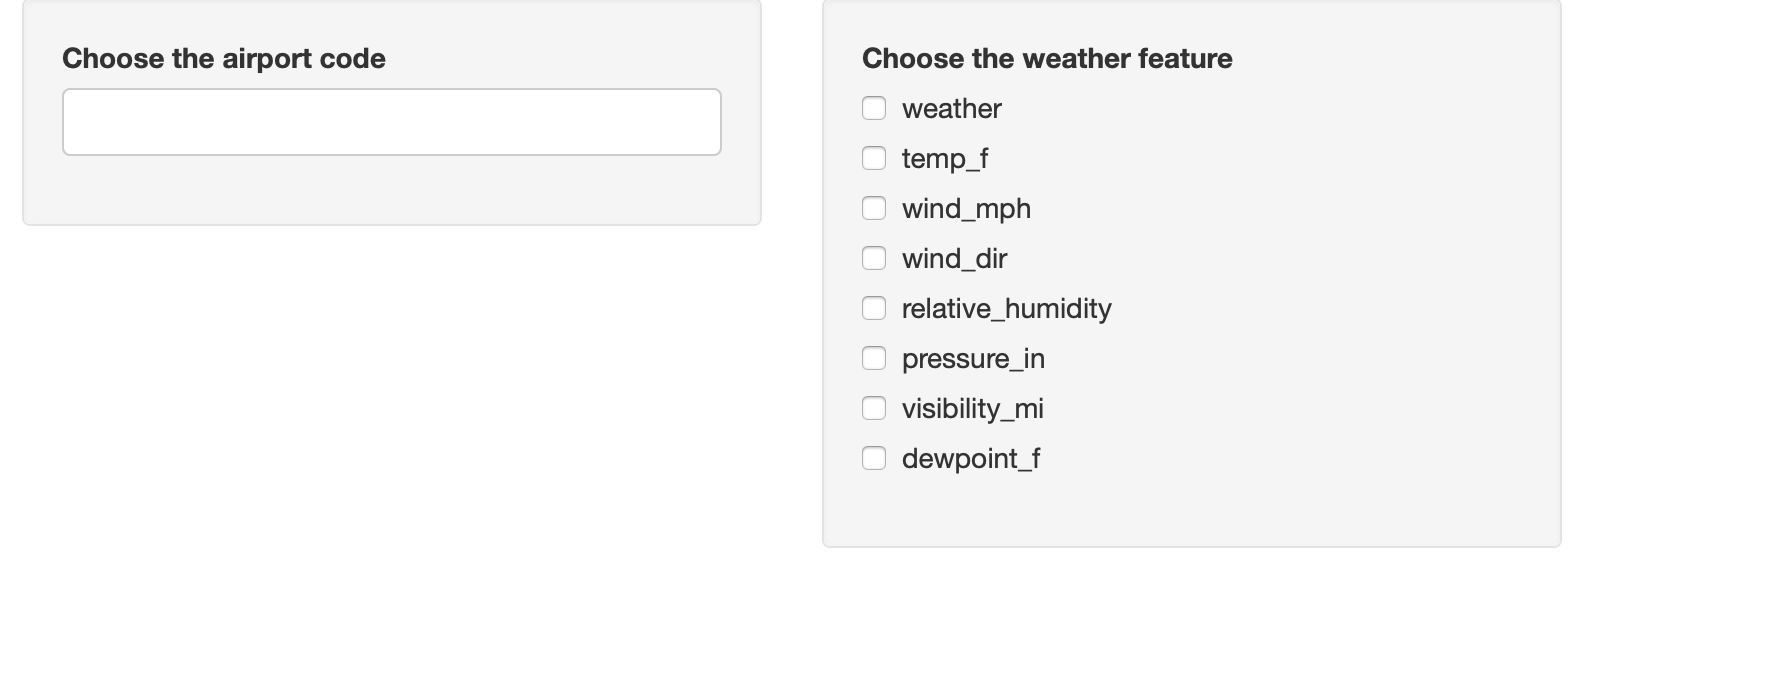 Choose the airport code
Choose the weather feature
weather
temp_f
wind_mph
wind_dir
relative_humidity
pressure_in
visibility_mi
dewpoint_f